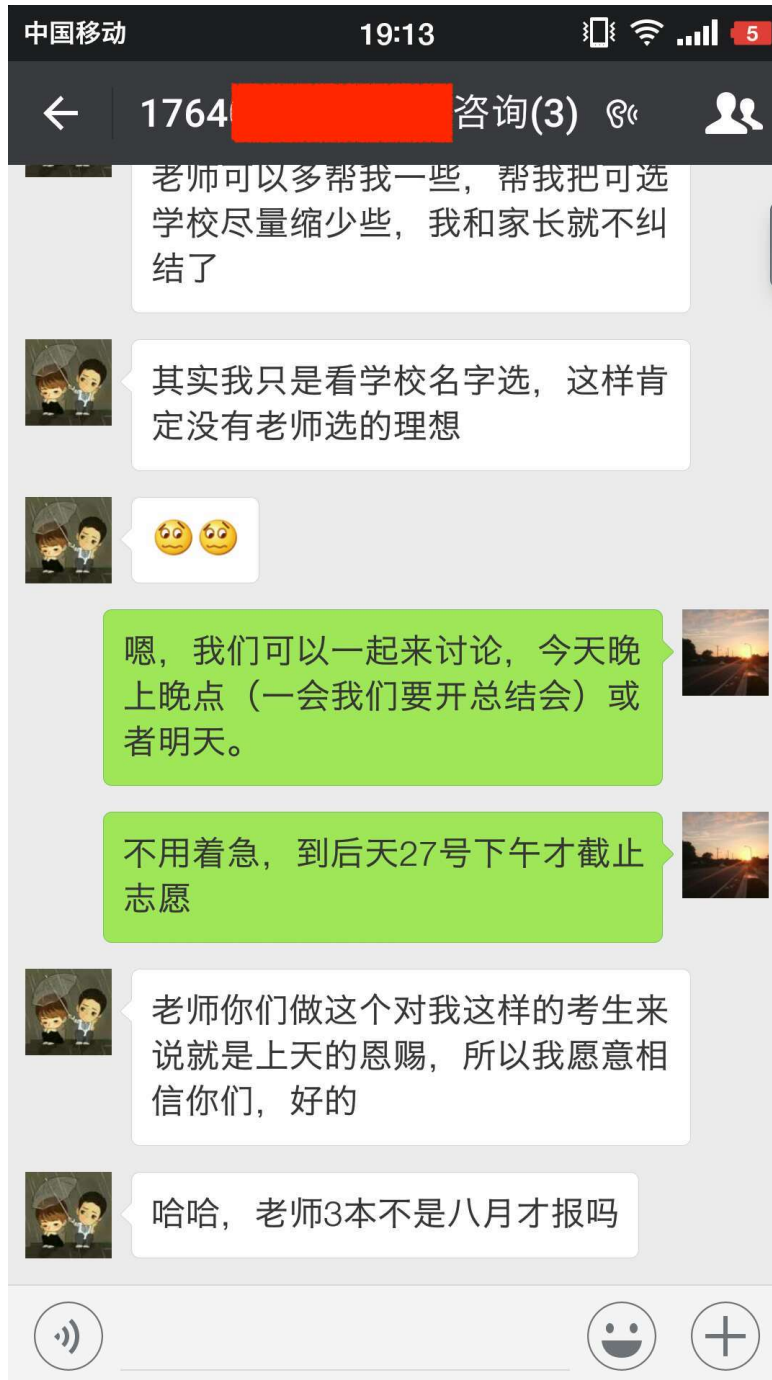 中国移动 19:13 5
1764 咨询(3)
老师可以多帮我一些，帮我把可选
学校尽量缩少些，我和家长就不纠
结了
其实我只是看学校名字选，这样肯
定没有老师选的理想
嗯，我们可以一起来讨论，今天晚
上晚点（一会我们要开总结会）或
者明天。
不用着急，到后天27号下午才截止
志愿
老师你们做这个对我这样的考生来
说就是上天的恩赐，所以我愿意相
信你们，好的
哈哈，老师3本不是八月才报吗